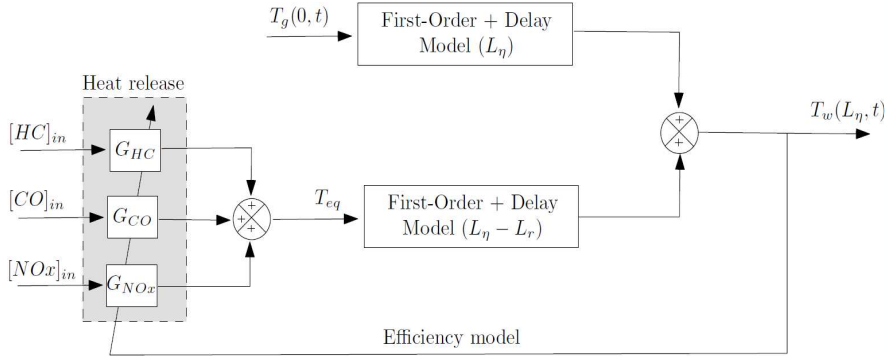 T_g(0, t)
First-Order + Delay
Model (L_η)
Heat release
[HC]_in
G_HC
+
+
T_w(L_η, t)
[CO]_in
G_CO
+
+ +
T_eq
First-Order + Delay
Model (L_η − L_r)
[NOx]_in
G_NOx
Efficiency model